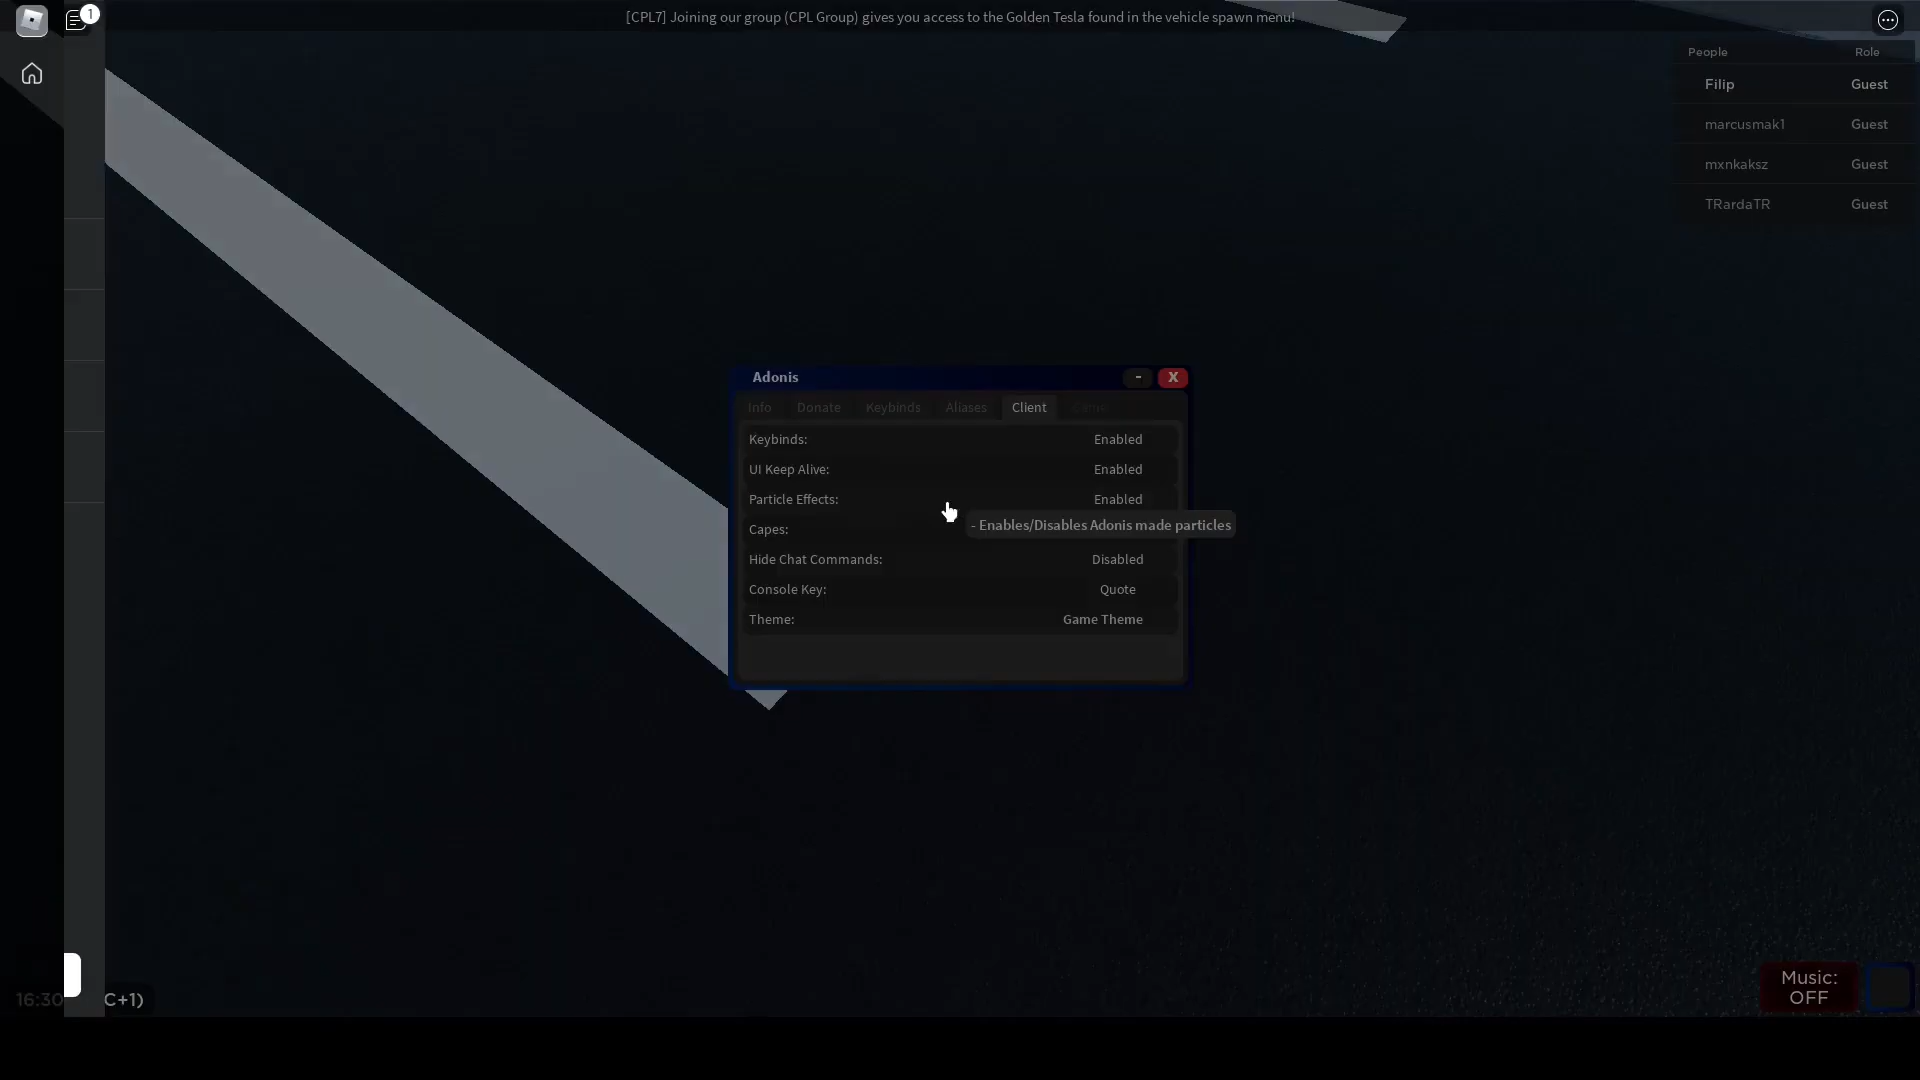 1
[CPL7] Joining our group (CPL Group) gives you access to the Golden Tesla found in the vehicle spawn menu!
People Role
Filip Guest
marcusmak1 Guest
mxnkaksz Guest
TRardaTR Guest
Adonis - X
Info Donate Keybinds Aliases Client Game
Keybinds: Enabled
UI Keep Alive: Enabled
Particle Effects: Enabled
- Enables/Disables Adonis made particles
Capes:
Hide Chat Commands: Disabled
Console Key: Quote
Theme: Game Theme
Music:
OFF
16:30 C+1)